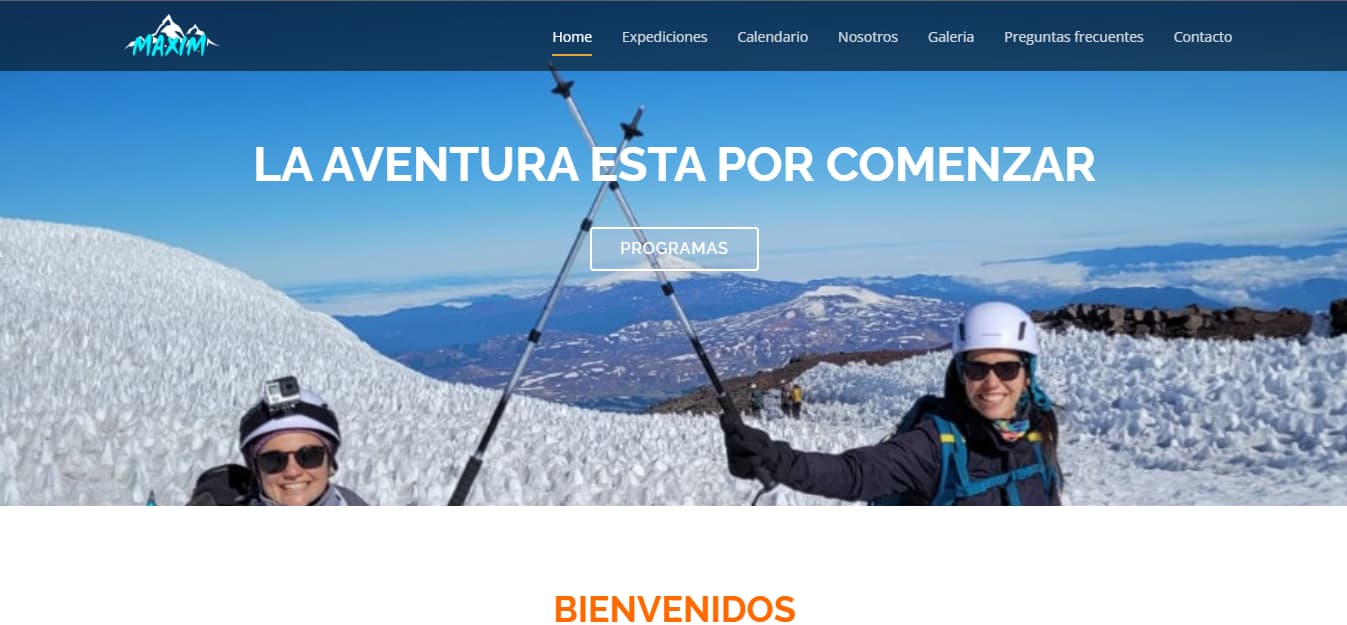 MAXIM
Home Expediciones Calendario Nosotros Galeria Preguntas frecuentes Contacto
LA AVENTURA ESTA POR COMENZAR
PROGRAMAS
BIENVENIDOS